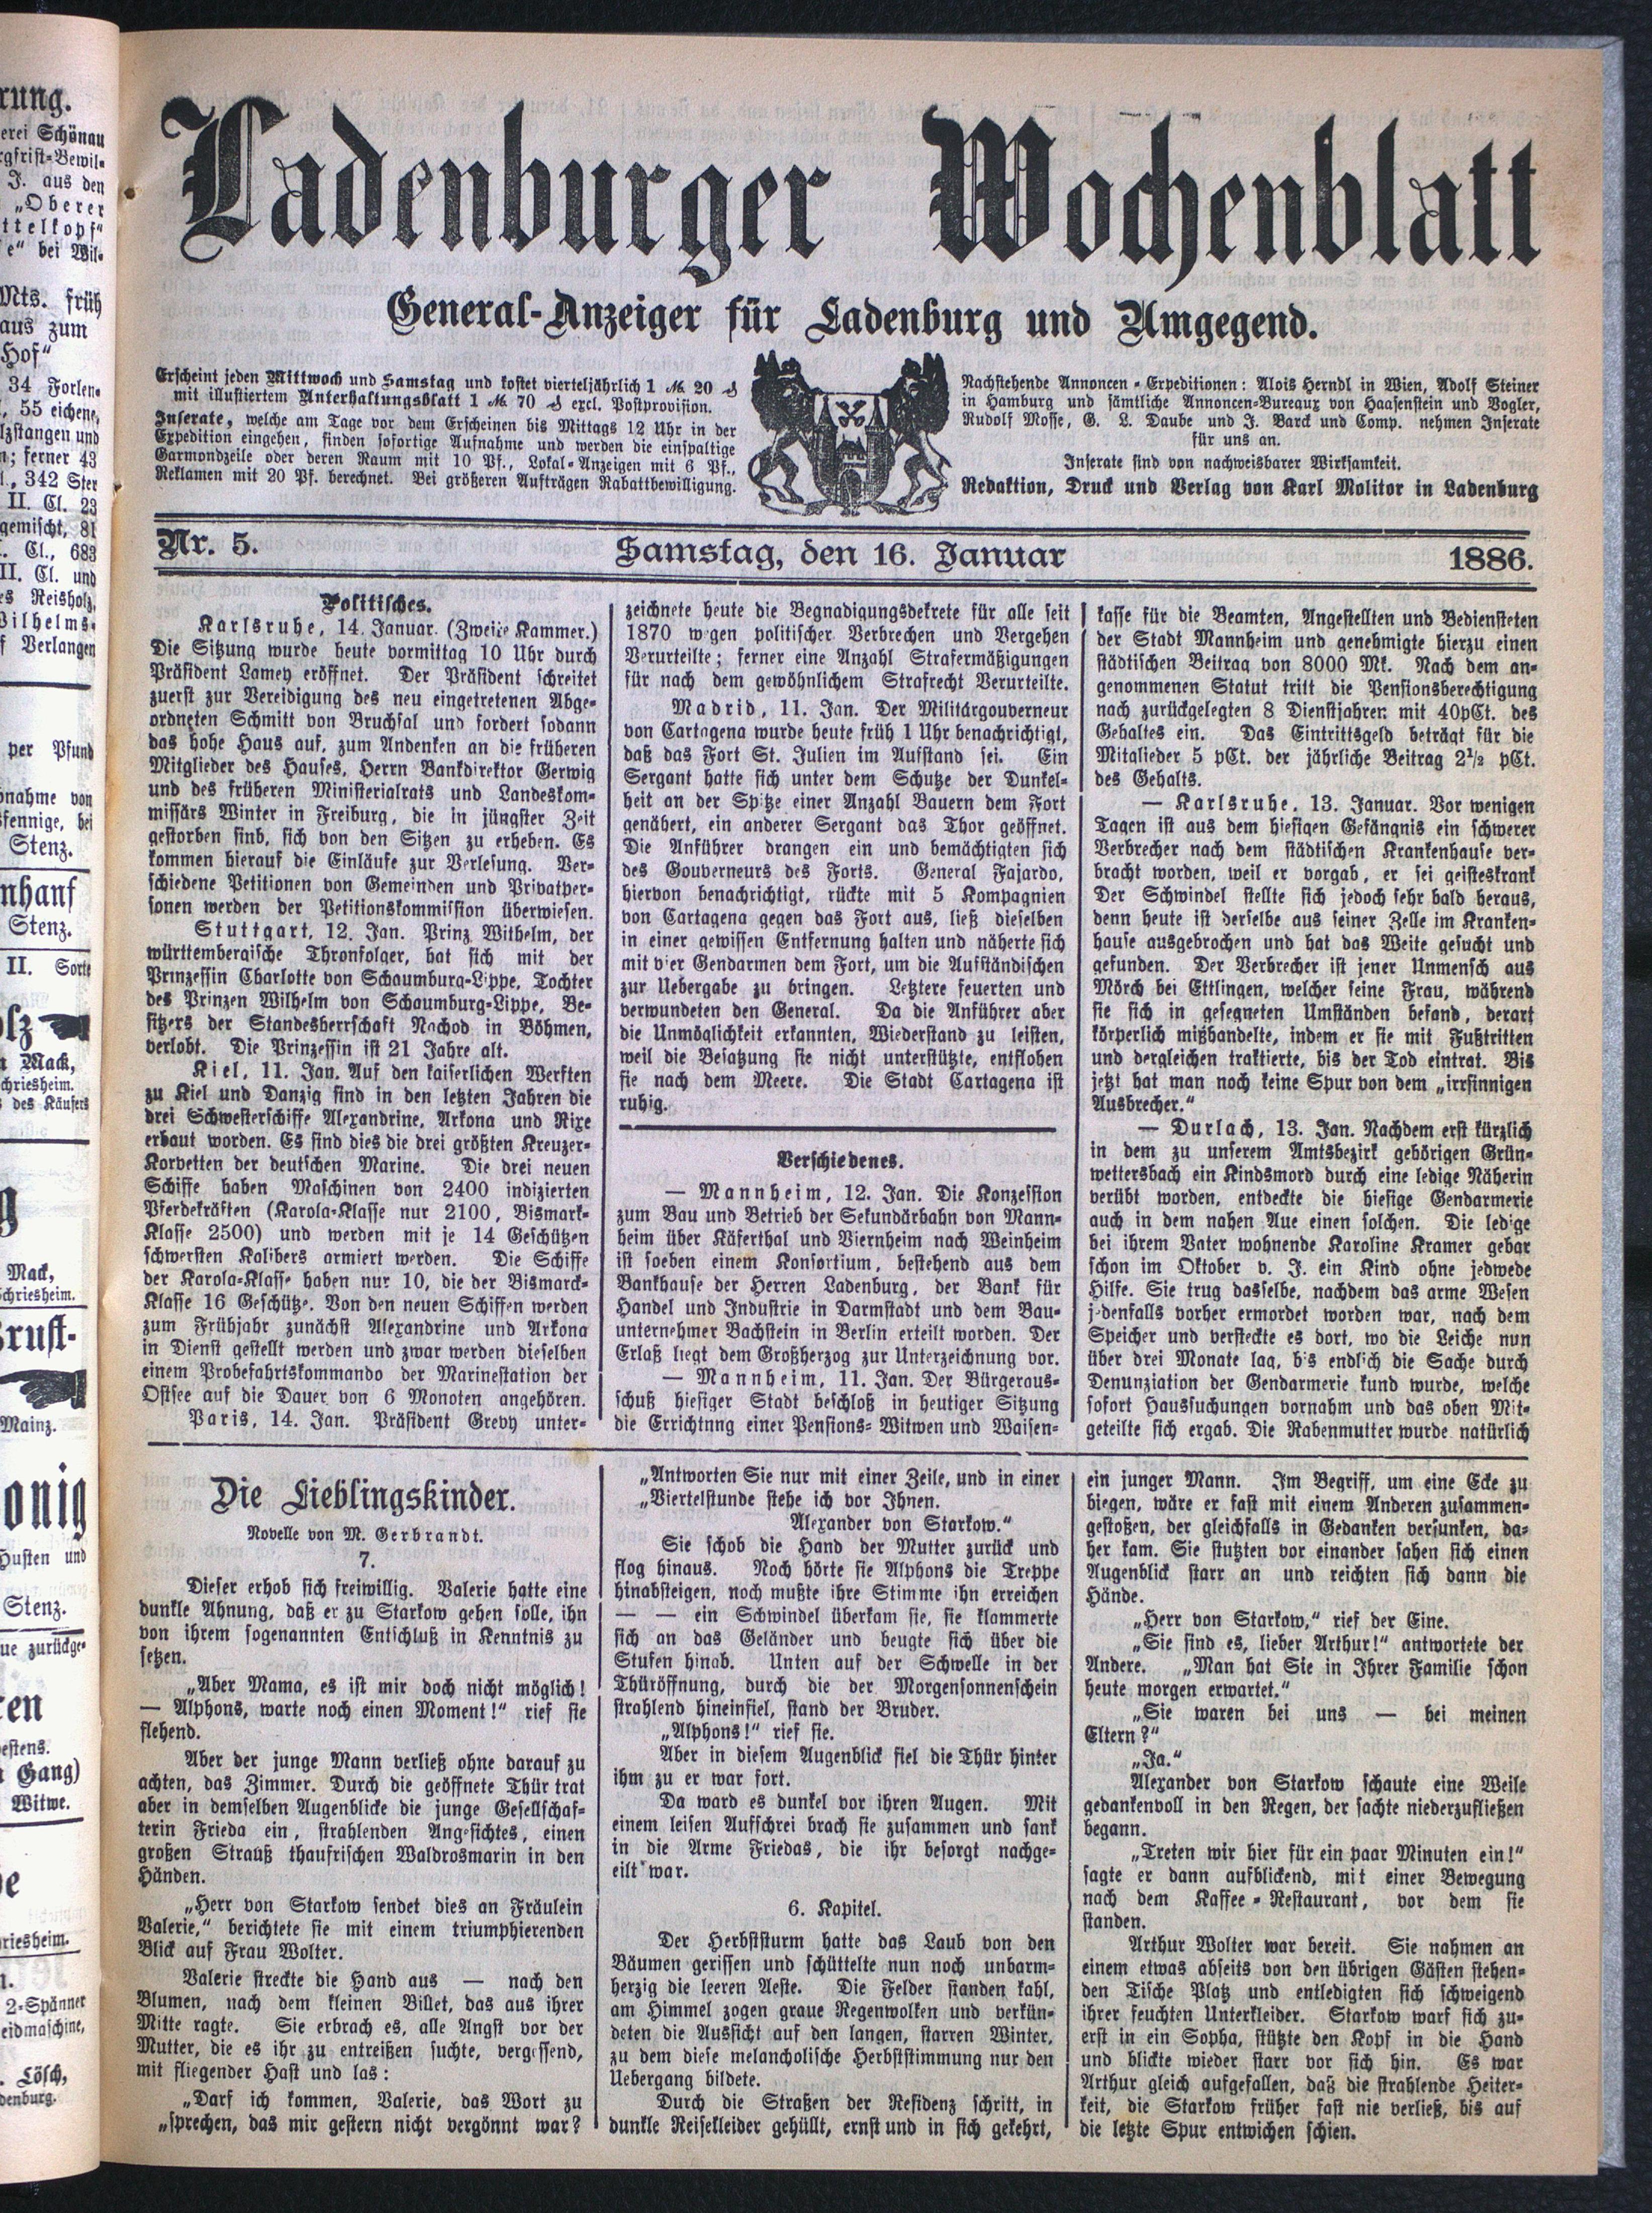 Ladenburger Wochenblatt
General-Anzeiger für Ladenburg und Umgegend.
Erscheint jeden Mittwoch und Samstag und kostet vierteljährlich 1 ℳ 20 ₰
mit illustiertem Unterhaltungsblatt 1 ℳ 70 ₰ excl. Postprovision.
Inserate, welche am Tage vor dem Erscheinen bis Mittags 12 Uhr in der
Expedition eingehen, finden sofortige Aufnahme und werden die einspaltige
Garmondzeile oder deren Raum mit 10 Pf., Lokal-Anzeigen mit 6 Pf.,
Reklamen mit 20 Pf. berechnet. Bei größeren Aufträgen Rabattbewilligung.
Nachstehende Annoncen-Expeditionen: Alois Herndl in Wien, Adolf Steiner
in Hamburg und sämtliche Annoncen-Bureaux von Haasenstein und Vogler,
Rudolf Mosse, G. L. Daube und J. Barck und Comp. nehmen Inserate
für uns an.
Inserate sind von nachweisbarer Wirksamkeit.
Redaktion, Druck und Verlag von Karl Molitor in Ladenburg
Nr. 5. Samstag, den 16. Januar 1886.
Politisches.
Karlsruhe, 14. Januar. (Zweite Kammer.)
Die Sitzung wurde heute vormittag 10 Uhr durch
Präsident Lamey eröffnet. Der Präsident schreitet
zuerst zur Vereidigung des neu eingetretenen Abge-
ordneten Schmitt von Bruchsal und fordert sodann
das hohe Haus auf, zum Andenken an die früheren
Mitglieder des Hauses, Herrn Bankdirektor Gerwig
und des früheren Ministerialrats und Landeskom-
missärs Winter in Freiburg, die in jüngster Zeit
gestorben sind, sich von den Sitzen zu erheben. Es
kommen hierauf die Einläufe zur Verlesung. Ver-
schiedene Petitionen von Gemeinden und Privatper-
sonen werden der Petitionskommission überwiesen.
Stuttgart, 12. Jan. Prinz Wilhelm, der
württembergische Thronfolger, hat sich mit der
Prinzessin Charlotte von Schaumburg-Lippe, Tochter
des Prinzen Wilhelm von Schaumburg-Lippe, Be-
sitzers der Standesherrschaft Nachod in Böhmen,
verlobt. Die Prinzessin ist 21 Jahre alt.
Kiel, 11. Jan. Auf den kaiserlichen Werften
zu Kiel und Danzig sind in den letzten Jahren die
drei Schwesterschiffe Alexandrine, Arkona und Nixe
erbaut worden. Es sind dies die drei größten Kreuzer-
Korvetten der deutschen Marine. Die drei neuen
Schiffe haben Maschinen von 2400 indizierten
Pferdekräften (Karola-Klasse nur 2100, Bismark-
Klasse 2500) und werden mit je 14 Geschützen
schwersten Kalibers armiert werden. Die Schiffe
der Karola-Klasse haben nur 10, die der Bismarck-
Klasse 16 Geschütze. Von den neuen Schiffen werden
zum Frühjahr zunächst Alexandrine und Arkona
in Dienst gestellt werden und zwar werden dieselben
einem Probefahrtskommando der Marinestation der
Ostsee auf die Dauer von 6 Monoten angehören.
Paris, 14. Jan. Präsident Grevy unter-
zeichnete heute die Begnadigungsdekrete für alle seit
1870 wegen politischer Verbrechen und Vergehen
Verurteilte; ferner eine Anzahl Strafermäßigungen
für nach dem gewöhnlichem Strafrecht Verurteilte.
Madrid, 11. Jan. Der Militärgouverneur
von Cartagena wurde heute früh 1 Uhr benachrichtigt,
daß das Fort St. Julien im Aufstand sei. Ein
Sergant hatte sich unter dem Schutze der Dunkel-
heit an der Spitze einer Anzahl Bauern dem Fort
genähert, ein anderer Sergant das Thor geöffnet.
Die Anführer drangen ein und bemächtigten sich
des Gouverneurs des Forts. General Fajardo,
hiervon benachrichtigt, rückte mit 5 Kompagnien
von Cartagena gegen das Fort aus, ließ dieselben
in einer gewissen Entfernung halten und näherte sich
mit vier Gendarmen dem Fort, um die Aufständischen
zur Uebergabe zu bringen. Letztere feuerten und
verwundeten den General. Da die Anführer aber
die Unmöglichkeit erkannten, Wiederstand zu leisten,
weil die Besatzung sie nicht unterstützte, entflohen
sie nach dem Meere. Die Stadt Cartagena ist
ruhig.
Verschiedenes.
— Mannheim, 12. Jan. Die Konzession
zum Bau und Betrieb der Sekundärbahn von Mann-
heim über Käferthal und Viernheim nach Weinheim
ist soeben einem Konsortium, bestehend aus dem
Bankhause der Herren Ladenburg, der Bank für
Handel und Industrie in Darmstadt und dem Bau-
unternehmer Bachstein in Berlin erteilt worden. Der
Erlaß liegt dem Großherzog zur Unterzeichnung vor.
— Mannheim, 11. Jan. Der Bürgeraus-
schuß hiesiger Stadt beschloß in heutiger Sitzung
die Errichtnng einer Pensions- Witwen und Waisen-
kasse für die Beamten, Angestellten und Bediensteten
der Stadt Mannheim und genehmigte hierzu einen
städtischen Beitrag von 8000 Mk. Nach dem an-
genommenen Statut tritt die Pensionsberechtigung
nach zurückgelegten 8 Dienstjahren mit 40pCt. des
Gehaltes ein. Das Eintrittsgeld beträgt für die
Mitglieder 5 pCt. der jährliche Beitrag 2½ pCt.
des Gehalts.
— Karlsruhe, 13. Januar. Vor wenigen
Tagen ist aus dem hiesigen Gefängnis ein schwerer
Verbrecher nach dem städtischen Krankenhause ver-
bracht worden, weil er vorgab, er sei geisteskrank
Der Schwindel stellte sich jedoch sehr bald heraus,
denn heute ist derselbe aus seiner Zelle im Kranken-
hause ausgebrochen und hat das Weite gesucht und
gefunden. Der Verbrecher ist jener Unmensch aus
Mörch bei Ettlingen, welcher seine Frau, während
sie sich in gesegneten Umständen befand, derart
körperlich mißhandelte, indem er sie mit Fußtritten
und dergleichen traktierte, bis der Tod eintrat. Bis
jetzt hat man noch keine Spur von dem „irrsinnigen
Ausbrecher.“
— Durlach, 13. Jan. Nachdem erst kürzlich
in dem zu unserem Amtsbezirk gehörigen Grün-
wettersbach ein Kindsmord durch eine ledige Näherin
verübt worden, entdeckte die hiesige Gendarmerie
auch in dem nahen Aue einen solchen. Die ledige
bei ihrem Vater wohnende Karoline Kramer gebar
schon im Oktober v. J. ein Kind ohne jedwede
Hilfe. Sie trug dasselbe, nachdem das arme Wesen
jedenfalls vorher ermordet worden war, nach dem
Speicher und versteckte es dort, wo die Leiche nun
über drei Monate lag, bis endlich die Sache durch
Denunziation der Gendarmerie kund wurde, welche
sofort Haussuchungen vornahm und das oben Mit-
geteilte sich ergab. Die Rabenmutter wurde natürlich
Die Lieblingskinder.
Novelle von M. Gerbrandt.
7.
Dieser erhob sich freiwillig. Valerie hatte eine
dunkle Ahnung, daß er zu Starkow gehen solle, ihn
von ihrem sogenannten Entschluß in Kenntnis zu
setzen.
„Aber Mama, es ist mir doch nicht möglich!
— Alphons, warte noch einen Moment!“ rief sie
flehend.
Aber der junge Mann verließ ohne darauf zu
achten, das Zimmer. Durch die geöffnete Thür trat
aber in demselben Augenblicke die junge Gesellschaf-
terin Frieda ein, strahlenden Angesichtes, einen
großen Strauß thaufrischen Waldrosmarin in den
Händen.
„Herr von Starkow sendet dies an Fräulein
Valerie,“ berichtete sie mit einem triumphierenden
Blick auf Frau Wolter.
Valerie streckte die Hand aus — nach den
Blumen, nach dem kleinen Billet, das aus ihrer
Mitte ragte. Sie erbrach es, alle Angst vor der
Mutter, die es ihr zu entreißen suchte, vergessend,
mit fliegender Hast und las:
„Darf ich kommen, Valerie, das Wort zu
„sprechen, das mir gestern nicht vergönnt war?
„Antworten Sie nur mit einer Zeile, und in einer
„Viertelstunde stehe ich vor Ihnen.
Alexander von Starkow.“
Sie schob die Hand der Mutter zurück und
flog hinaus. Noch hörte sie Alphons die Treppe
hinabsteigen, noch mußte ihre Stimme ihn erreichen
— — ein Schwindel überkam sie, sie klammerte
sich an das Geländer und beugte sich über die
Stufen hinab. Unten auf der Schwelle in der
Thüröffnung, durch die der Morgensonnenschein
strahlend hineinfiel, stand der Bruder.
„Alphons!“ rief sie.
Aber in diesem Augenblick fiel die Thür hinter
ihm zu er war fort.
Da ward es dunkel vor ihren Augen. Mit
einem leisen Aufschrei brach sie zusammen und sank
in die Arme Friedas, die ihr besorgt nachge-
eilt war.
6. Kapitel.
Der Herbststurm hatte das Laub von den
Bäumen gerissen und schüttelte nun noch unbarm-
herzig die leeren Aeste. Die Felder standen kahl,
am Himmel zogen graue Regenwolken und verkün-
deten die Aussicht auf den langen, starren Winter,
zu dem diese melancholische Herbststimmung nur den
Uebergang bildete.
Durch die Straßen der Residenz schritt, in
dunkle Reisekleider gehüllt, ernst und in sich gekehrt,
ein junger Mann. Im Begriff, um eine Ecke zu
biegen, wäre er fast mit einem Anderen zusammen-
gestoßen, der gleichfalls in Gedanken versunken, da-
her kam. Sie stutzten vor einander sahen sich einen
Augenblick starr an und reichten sich dann die
Hände.
„Herr von Starkow,“ rief der Eine.
„Sie sind es, lieber Arthur!“ antwortete der
Andere. „Man hat Sie in Ihrer Familie schon
heute morgen erwartet.“
„Sie waren bei uns — bei meinen
Eltern?“
„Ja.“
Alexander von Starkow schaute eine Weile
gedankenvoll in den Regen, der sachte niederzufließen
begann.
„Treten wir hier für ein paar Minuten ein!“
sagte er dann aufblickend, mit einer Bewegung
nach dem Kaffee-Restaurant, vor dem sie
standen.
Arthur Wolter war bereit. Sie nahmen an
einem etwas abseits von den übrigen Gästen stehen-
den Tische Platz und entledigten sich schweigend
ihrer feuchten Unterkleider. Starkow warf sich zu-
erst in ein Sopha, stützte den Kopf in die Hand
und blickte wieder starr vor sich hin. Es war
Arthur gleich aufgefallen, daß die strahlende Heiter-
keit, die Starkow früher fast nie verließ, bis auf
die letzte Spur entwichen schien.